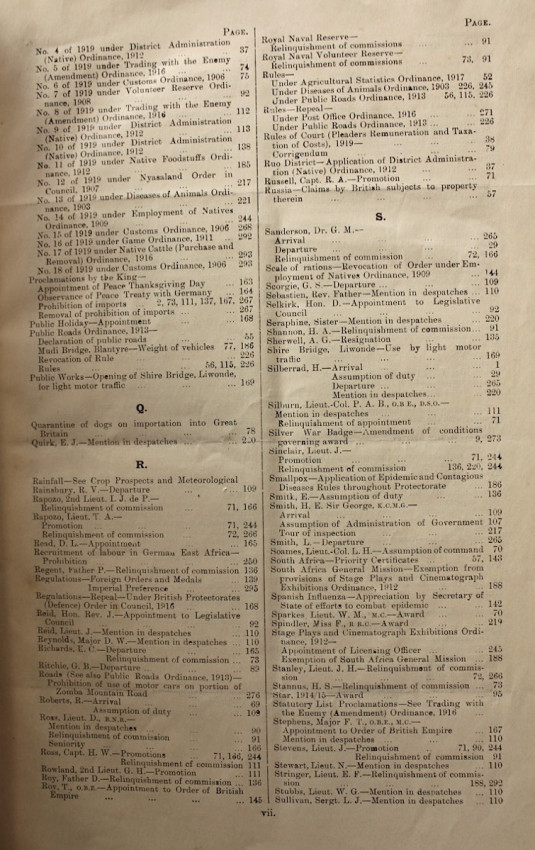 PAGE.
No. 4 of 1919 under District Administration
(Native) Ordinance, 1912 ... 37
No. 5 of 1919 under Trading with the Enemy
(Amendment) Ordinance, 1916 ... 74
No. 6 of 1919 under Customs Ordinance, 1906 75
No. 7 of 1919 under Volunteer Reserve Ordi-
nance, 1908 ... 92
No. 8 of 1919 under Trading with the Enemy
(Amendment) Ordinance, 1916 ... 112
No. 9 of 1919 under District Administration
(Native) Ordinance, 1912 ... 113
No. 10 of 1919 under District Administration
(Native) Ordinance, 1912 ... 138
No. 11 of 1919 under Native Foodstuffs Ordi-
nance, 1912 ... 185
No. 12 of 1919 under Nyasaland Order in
Council, 1907 ... 217
No. 13 of 1919 under Diseases of Animals Ordi-
nance, 1903 ... 221
No. 14 of 1919 under Employment of Natives
Ordinance, 1909 ... 244
No. 15 of 1919 under Customs Ordinance, 1906 268
No. 16 of 1919 under Game Ordinance, 1911 292
No. 17 of 1919 under Native Cattle (Purchase and
Removal) Ordinance, 1916 ... 293
No. 18 of 1919 under Customs Ordinance, 1906 293
Proclamations by the King—
Appointment of Peace Thanksgiving Day ... 163
Observance of Peace Treaty with Germany ... 164
Prohibition of imports ... 2, 73, 111, 137, 167, 267
Removal of prohibition of imports ... 267
Public Holiday—Appointment ... 168
Public Roads Ordinance, 1913—
Declaration of public roads ... 55
Mudi Bridge, Blantyre—Weight of vehicles 77, 186
Revocation of Rule ... 226
Rules ... 56, 115, 226
Public Works—Opening of Shire Bridge, Liwonde,
for light motor traffic ... 169
Q.
Quarantine of dogs on importation into Great
Britain ... 78
Quirk, E. J.—Mention in despatches ... 220
R.
Rainfall—See Crop Prospects and Meteorological
Rainsbury, R. V.—Departure ... 109
Rapozo, 2nd Lieut. I. J. de P.—
Relinquishment of commission ... 71, 166
Rapozo, Lieut. T. A.—
Promotion ... 71, 244
Relinquishment of commission ... 72, 266
Read, D. L.—Appointment ... 165
Recruitment of labour in German East Africa—
Prohibition ... 250
Regent, Father P.—Relinquishment of commission 136
Regulations—Foreign Orders and Medals ... 139
Imperial Preference ... 295
Regulations—Repeal—Under British Protectorates
(Defence) Order in Council, 1916 ... 168
Reid, Hon. Rev. J.—Appointment to Legislative
Council ... 92
Reid, Lieut. J.—Mention in despatches ... 110
Reynolds, Major D. W.—Mention in despatches ... 110
Richards, E. C.—Departure ... 165
Relinquishment of commission ... 73
Ritchie, G. B.—Departure ... 89
Roads (See also Public Roads Ordinance, 1913)—
Prohibition of use of motor cars on portion of
Zomba Mountain Road ... 276
Roberts, R.—Arrival ... 69
Assumption of duty ... 109
Ross, Lieut. D., R.N.R.—
Mention in despatches ... 90
Relinquishment of commission ... 91
Seniority ... 166
Ross, Capt. H. W.—Promotions ... 71, 166, 244
Relinquishment of commission 111
Rowland, 2nd Lieut. G. H.—Promotion ... 111
Roy, Father D.—Relinquishment of commission ... 136
Roy, T., O.B.E.—Appointment to Order of British
Empire ... ... ... ... 145
PAGE.
Royal Naval Reserve—
Relinquishment of commissions ... 91
Royal Naval Volunteer Reserve—
Relinquishment of commissions ... 73, 91
Rules—
Under Agricultural Statistics Ordinance, 1917 52
Under Diseases of Animals Ordinance, 1903 226, 245
Under Public Roads Ordinance, 1913 56, 115, 226
Rules—Repeal—
Under Post Office Ordinance, 1916 ... 271
Under Public Roads Ordinance, 1913 ... 226
Rules of Court (Pleaders Remuneration and Taxa-
tion of Costs), 1919— ... 38
Corrigendum ... 79
Ruo District—Application of District Administra-
tion (Native) Ordinance, 1912 ... 37
Russell, Capt. R. A.—Promotion ... 71
Russia—Claims by British subjects to property
therein ... 57
S.
Sanderson, Dr. G. M.—
Arrival ... 265
Departure ... 29
Relinquishment of commission ... 72, 166
Scale of rations—Revocation of Order under Em-
ployment of Natives Ordinance, 1909 ... 144
Scorgie, G. S.—Departure ... 109
Sebastien, Rev. Father—Mention in despatches ... 110
Selkirk, Hon. D.—Appointment to Legislative
Council ... 92
Seraphine, Sister—Mention in despatches ... 220
Shannon, H. A.—Relinquishment of commission... 91
Sherwell, A. G.—Resignation ... 135
Shire Bridge, Liwonde—Use by light motor
traffic ... 169
Silberrad, H.—Arrival ... 1
Assumption of duty ... 29
Departure ... 265
Mention in despatches... 220
Silburn, Lieut.-Col. P. A. B., O.B.E., D.S.O.—
Mention in despatches ... 111
Relinquishment of appointment ... 71
Silver War Badge—Amendment of conditions
governing award ... 9, 273
Sinclair, Lieut. J.—
Promotion ... 71, 244
Relinquishment of commission 136, 220, 244
Smallpox—Application of Epidemic and Contagious
Diseases Rules throughout Protectorate ... 186
Smith, E.—Assumption of duty ... 136
Smith, H. E. Sir George, K.C.M.G.—
Arrival ... 109
Assumption of Administration of Government 107
Tour of inspection ... 217
Smith, L.—Departure ... 265
Soames, Lieut.-Col. L. H.—Assumption of command 70
South Africa—Priority Certificates ... 57, 143
South Africa General Mission—Exemption from
provisions of Stage Plays and Cinematograph
Exhibitions Ordinance, 1912 ... 188
Spanish Influenza—Appreciation by Secretary of
State of efforts to combat epidemic ... 142
Sparkes, Lieut. W. M., M.C.—Award ... 70
Spindler, Miss F., R.R.C.—Award ... 219
Stage Plays and Cinematograph Exhibitions Ordi-
nance, 1912—
Appointment of Licensing Officer ... 245
Exemption of South Africa General Mission ... 188
Stanley, Lieut. J. H.—Relinquishment of commis-
sion ... 72, 266
Stannus, H. S.—Relinquishment of commission ... 73
Star, 1914/15—Award ... 95
Statutory List Proclamations—See Trading with
the Enemy (Amendment) Ordinance, 1916
Stephens, Major F. T., O.B.E., M.C.—
Appointment to Order of British Empire ... 167
Mention in despatches ... 110
Stevens, Lieut. J.—Promotion ... 71, 90, 244
Relinquishment of commission 91
Stewart, Lieut. N.—Mention in despatches ... 110
Stringer, Lieut. E. F.—Relinquishment of commis-
sion ... 188, 292
Stubbs, Lieut. W. G.—Mention in despatches ... 110
Sullivan, Sergt. L. J.—Mention in despatches ... 110
vii.